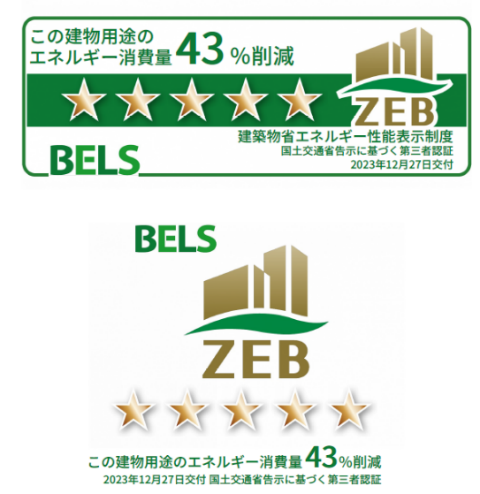 この建物用途の
エネルギー消費量 43 %削減
ZEB
建築物省エネルギー性能表示制度
国土交通省告示に基づく第三者認証
2023年12月27日交付
BELS
BELS
ZEB
この建物用途のエネルギー消費量 43%削減
2023年12月27日交付 国土交通省告示に基づく第三者認証